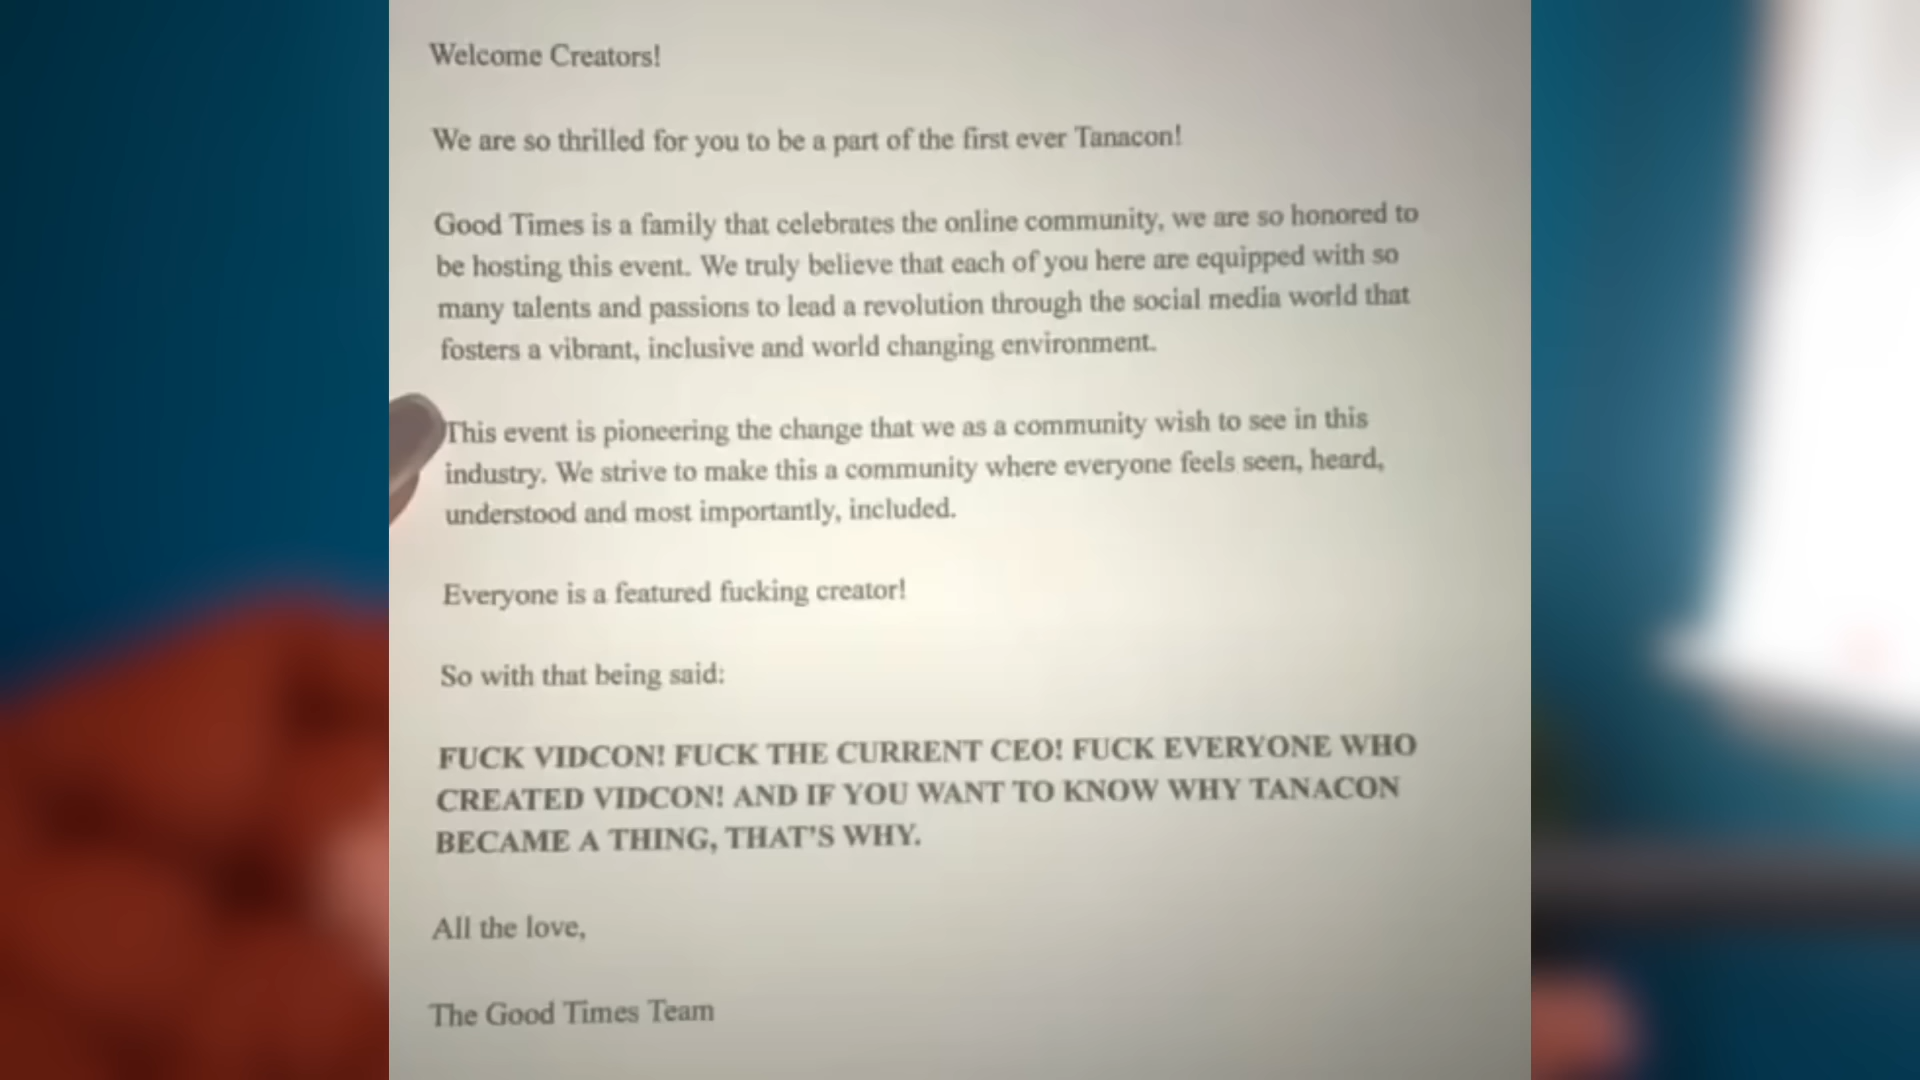 Welcome Creators!
We are so thrilled for you to be a part of the first ever Tanacon!
Good Times is a family that celebrates the online community, we are so honored to
be hosting this event. We truly believe that each of you here are equipped with so
many talents and passions to lead a revolution through the social media world that
fosters a vibrant, inclusive and world changing environment.
This event is pioneering the change that we as a community wish to see in this
industry. We strive to make this a community where everyone feels seen, heard,
understood and most importantly, included.
Everyone is a featured fucking creator!
So with that being said:
FUCK VIDCON! FUCK THE CURRENT CEO! FUCK EVERYONE WHO
CREATED VIDCON! AND IF YOU WANT TO KNOW WHY TANACON
BECAME A THING, THAT'S WHY.
All the love,
The Good Times Team